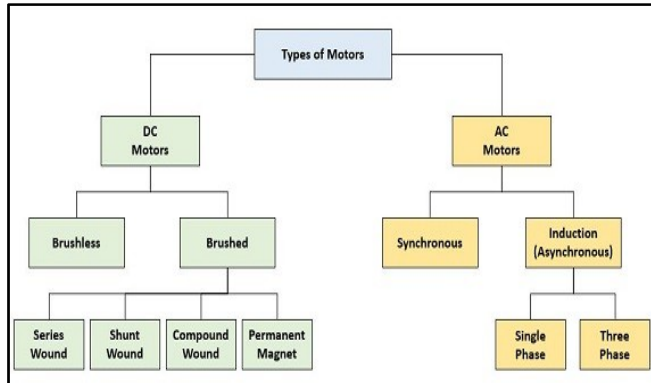 Types of Motors
DC
Motors
AC
Motors
Brushless
Brushed
Synchronous
Induction
(Asynchronous)
Series
Wound
Shunt
Wound
Compound
Wound
Permanent
Magnet
Single
Phase
Three
Phase